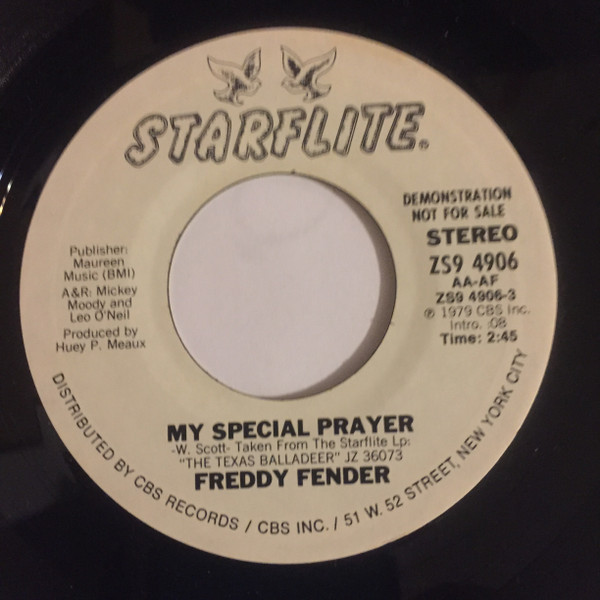 STARFLITE®
DEMONSTRATION
NOT FOR SALE
STEREO
ZS9 4906
AA-AF
ZS9 4906-3
℗ 1979 CBS Inc.
Intro. :08
Time: 2:45
Publisher:
Maureen
Music (BMI)
A&R: Mickey
Moody and
Leo O'Neil
Produced by
Huey P. Meaux
MY SPECIAL PRAYER
-W. Scott- Taken From The Starflite Lp:
"THE TEXAS BALLADEER" JZ 36073
FREDDY FENDER
DISTRIBUTED BY CBS RECORDS / CBS INC. / 51 W. 52 STREET, NEW YORK CITY